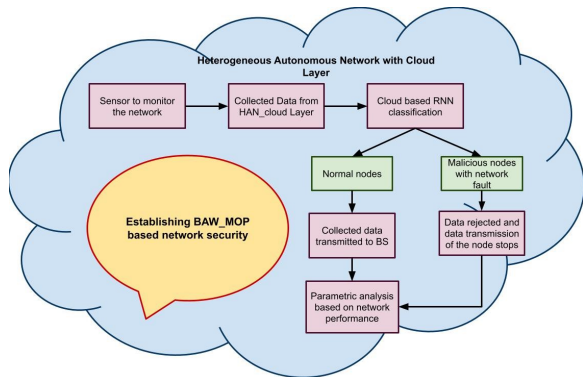 Heterogeneous Autonomous Network with Cloud
Layer
Sensor to monitor
the network
Collected Data from
HAN_cloud Layer
Cloud based RNN
classification
Normal nodes
Malicious nodes
with network
fault
Establishing BAW_MOP
based network security
Collected data
transmitted to BS
Data rejected and
data transmission
of the node stops
Parametric analysis
based on network
performance